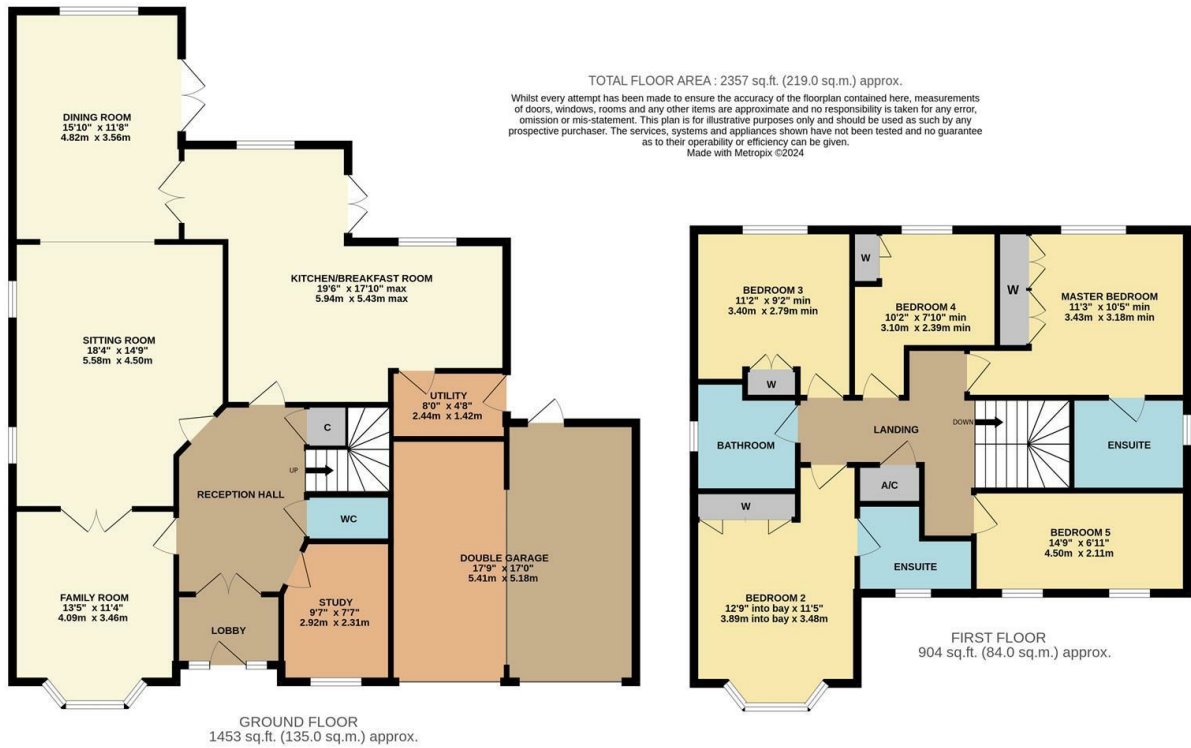 TOTAL FLOOR AREA : 2357 sq.ft. (219.0 sq.m.) approx.
Whilst every attempt has been made to ensure the accuracy of the floorplan contained here, measurements
of doors, windows, rooms and any other items are approximate and no responsibility is taken for any error,
omission or mis-statement. This plan is for illustrative purposes only and should be used as such by any
prospective purchaser. The services, systems and appliances shown have not been tested and no guarantee
as to their operability or efficiency can be given.
Made with Metropix ©2024
DINING ROOM
15'10" x 11'8"
4.82m x 3.56m
KITCHEN/BREAKFAST ROOM
19'6" x 17'10" max
5.94m x 5.43m max
SITTING ROOM
18'4" x 14'9"
5.58m x 4.50m
UTILITY
8'0" x 4'8"
2.44m x 1.42m
C
UP
RECEPTION HALL
WC
DOUBLE GARAGE
17'9" x 17'0"
5.41m x 5.18m
FAMILY ROOM
13'5" x 11'4"
4.09m x 3.46m
STUDY
9'7" x 7'7"
2.92m x 2.31m
LOBBY
GROUND FLOOR
1453 sq.ft. (135.0 sq.m.) approx.
BEDROOM 3
11'2" x 9'2" min
3.40m x 2.79m min
W
W
BEDROOM 4
10'2" x 7'10" min
3.10m x 2.39m min
W
MASTER BEDROOM
11'3" x 10'5" min
3.43m x 3.18m min
BATHROOM
LANDING
DOWN
ENSUITE
A/C
W
BEDROOM 5
14'9" x 6'11"
4.50m x 2.11m
ENSUITE
BEDROOM 2
12'9" into bay x 11'5"
3.89m into bay x 3.48m
FIRST FLOOR
904 sq.ft. (84.0 sq.m.) approx.